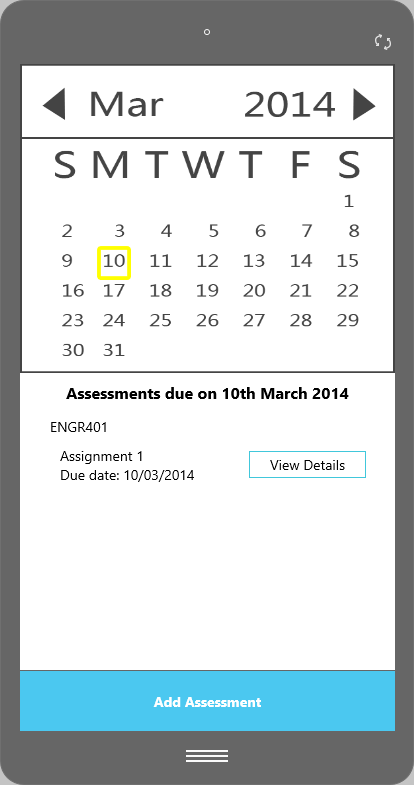 Mar 2014
S M T W T F S
1
2 3 4 5 6 7 8
9 10 11 12 13 14 15
16 17 18 19 20 21 22
23 24 25 26 27 28 29
30 31
Assessments due on 10th March 2014
ENGR401
Assignment 1
Due date: 10/03/2014
View Details
Add Assessment